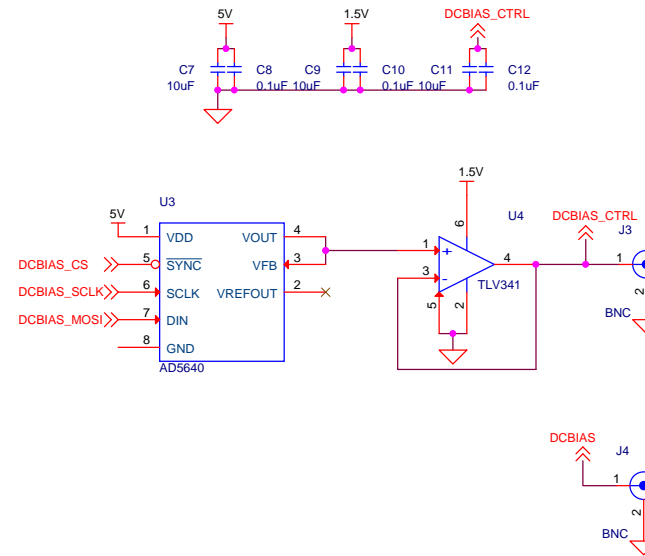 5V 1.5V DCBIAS_CTRL
C7 C8 C9 C10 C11 C12
10uF 0.1uF 10uF 0.1uF 10uF 0.1uF
1.5V
U3 U4 DCBIAS_CTRL
5V 6 J3
1 VDD VOUT 4 1 + 4 1
DCBIAS_CS 5 SYNC VFB 3 3 -
DCBIAS_SCLK 6 SCLK VREFOUT 2 TLV341 2
DCBIAS_MOSI 7 DIN 5 2 BNC
8 GND
AD5640
DCBIAS J4
1
2
BNC